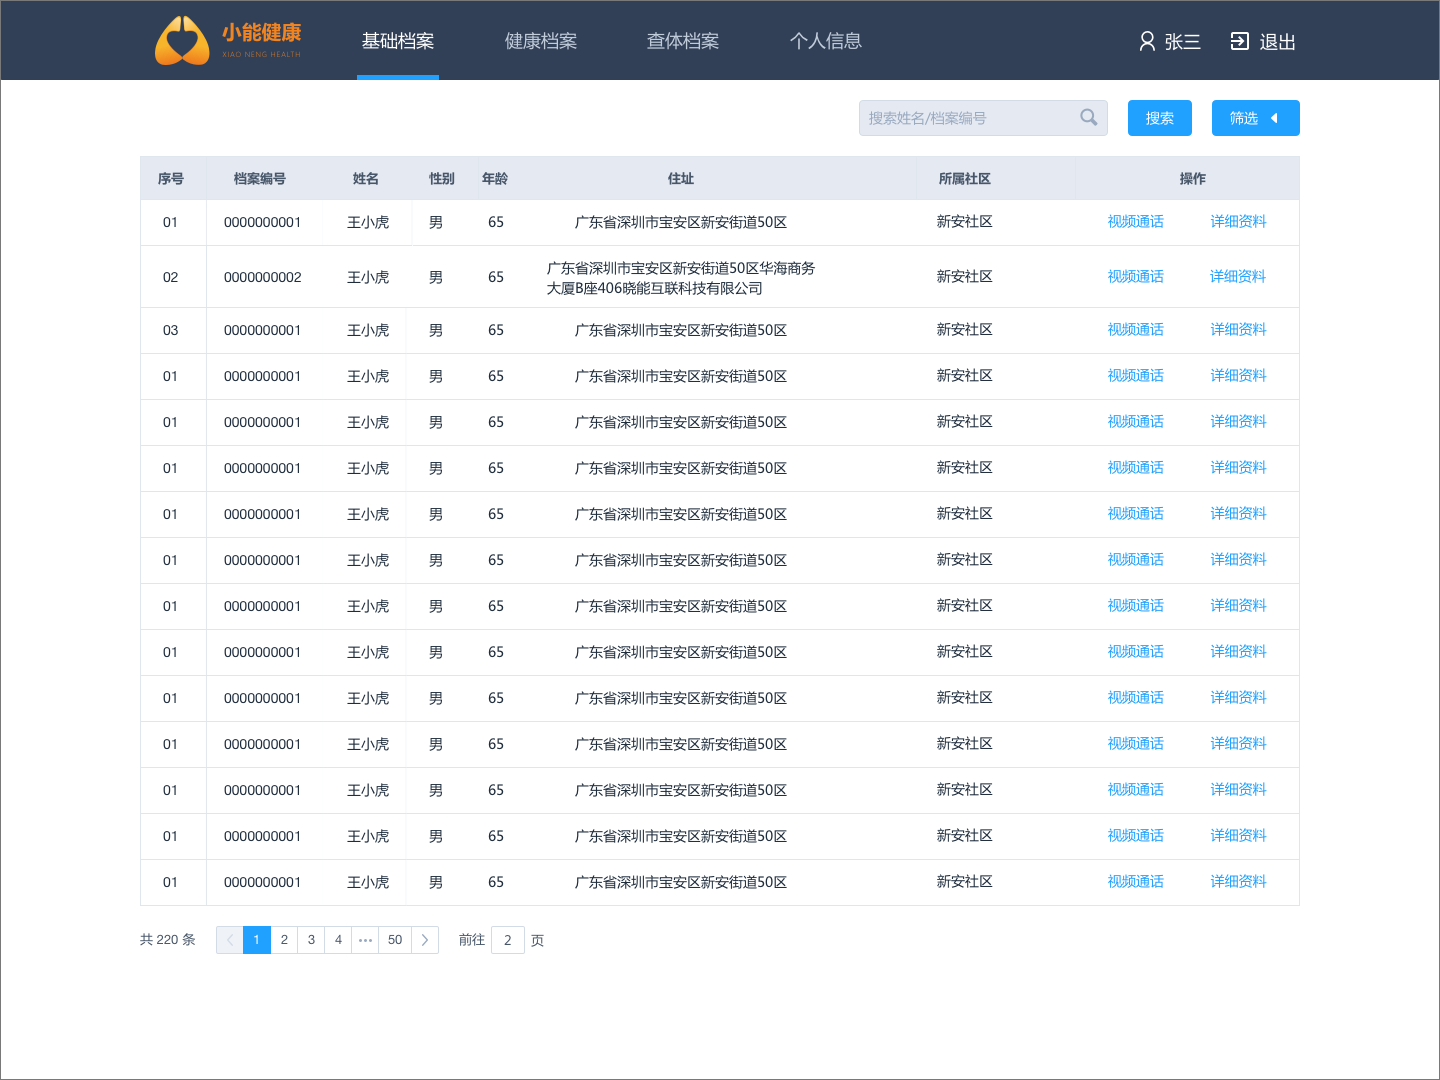 小能健康
XIAO NENG HEALTH
基础档案 健康档案 查体档案 个人信息 张三 退出
搜索姓名/档案编号 搜索 筛选
序号 档案编号 姓名 性别 年龄 住址 所属社区 操作
01 0000000001 王小虎 男 65 广东省深圳市宝安区新安街道50区 新安社区 视频通话 详细资料
02 0000000002 王小虎 男 65 广东省深圳市宝安区新安街道50区华海商务 新安社区 视频通话 详细资料
大厦B座406晓能互联科技有限公司
03 0000000001 王小虎 男 65 广东省深圳市宝安区新安街道50区 新安社区 视频通话 详细资料
01 0000000001 王小虎 男 65 广东省深圳市宝安区新安街道50区 新安社区 视频通话 详细资料
01 0000000001 王小虎 男 65 广东省深圳市宝安区新安街道50区 新安社区 视频通话 详细资料
01 0000000001 王小虎 男 65 广东省深圳市宝安区新安街道50区 新安社区 视频通话 详细资料
01 0000000001 王小虎 男 65 广东省深圳市宝安区新安街道50区 新安社区 视频通话 详细资料
01 0000000001 王小虎 男 65 广东省深圳市宝安区新安街道50区 新安社区 视频通话 详细资料
01 0000000001 王小虎 男 65 广东省深圳市宝安区新安街道50区 新安社区 视频通话 详细资料
01 0000000001 王小虎 男 65 广东省深圳市宝安区新安街道50区 新安社区 视频通话 详细资料
01 0000000001 王小虎 男 65 广东省深圳市宝安区新安街道50区 新安社区 视频通话 详细资料
01 0000000001 王小虎 男 65 广东省深圳市宝安区新安街道50区 新安社区 视频通话 详细资料
01 0000000001 王小虎 男 65 广东省深圳市宝安区新安街道50区 新安社区 视频通话 详细资料
01 0000000001 王小虎 男 65 广东省深圳市宝安区新安街道50区 新安社区 视频通话 详细资料
01 0000000001 王小虎 男 65 广东省深圳市宝安区新安街道50区 新安社区 视频通话 详细资料
共 220 条 1 2 3 4 ••• 50 前往 2 页